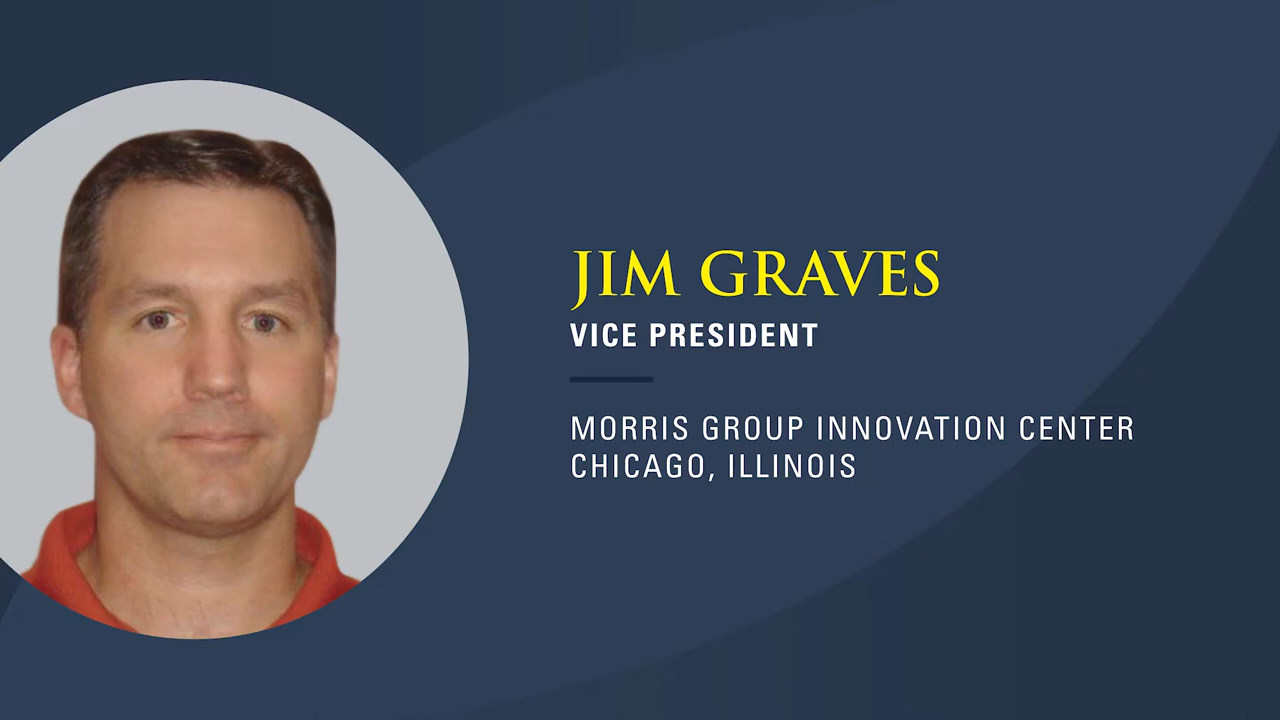 JIM GRAVES
VICE PRESIDENT
MORRIS GROUP INNOVATION CENTER
CHICAGO, ILLINOIS